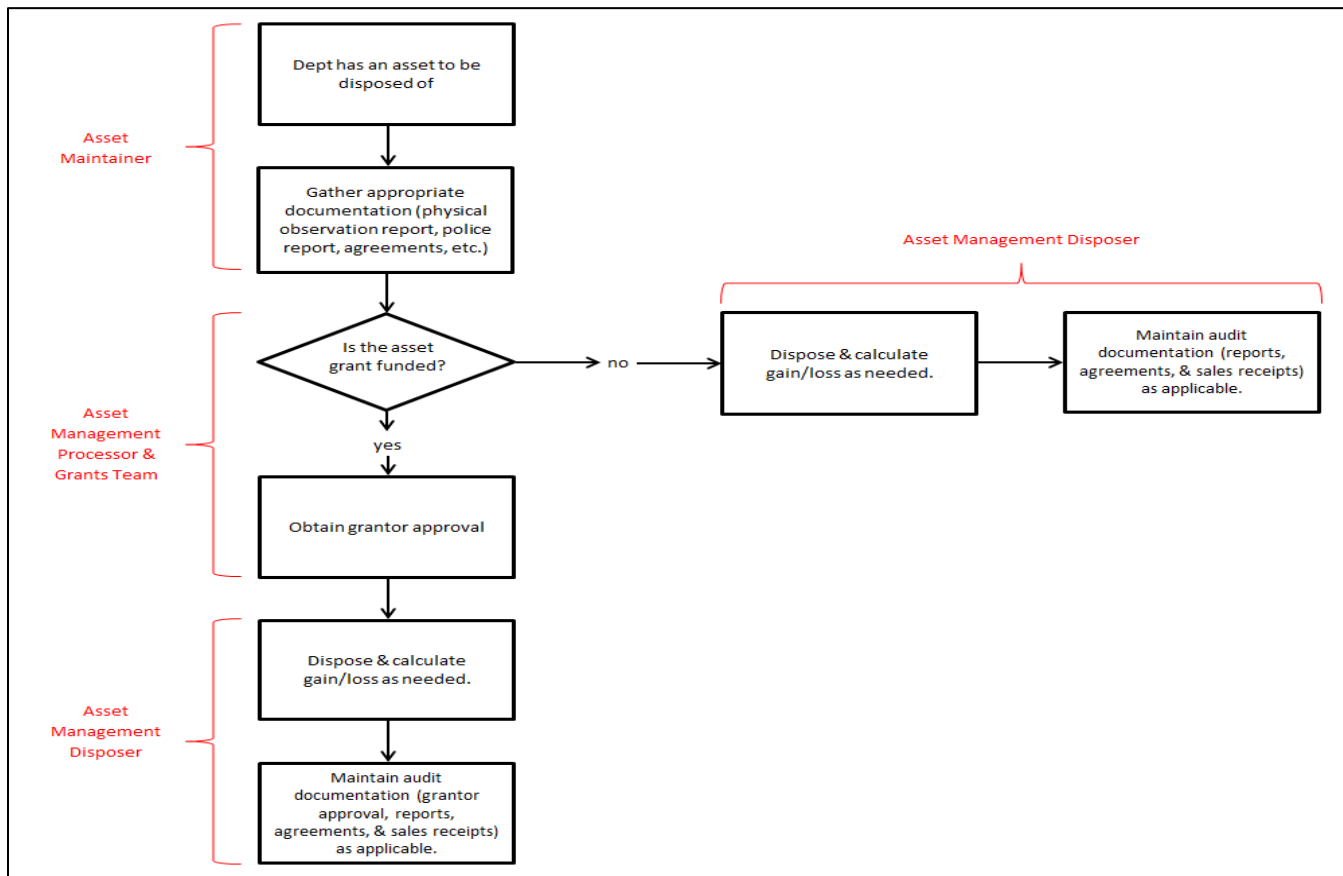 Dept has an asset to be
disposed of
Asset
Maintainer
Gather appropriate
documentation (physical
observation report, police
report, agreements, etc.)
Asset Management Disposer
Is the asset
grant funded?
no
Dispose & calculate
gain/loss as needed.
Maintain audit
documentation (reports,
agreements, & sales receipts)
as applicable.
Asset
Management
Processor &
Grants Team
yes
Obtain grantor approval
Dispose & calculate
gain/loss as needed.
Asset
Management
Disposer
Maintain audit
documentation (grantor
approval, reports,
agreements, & sales receipts)
as applicable.